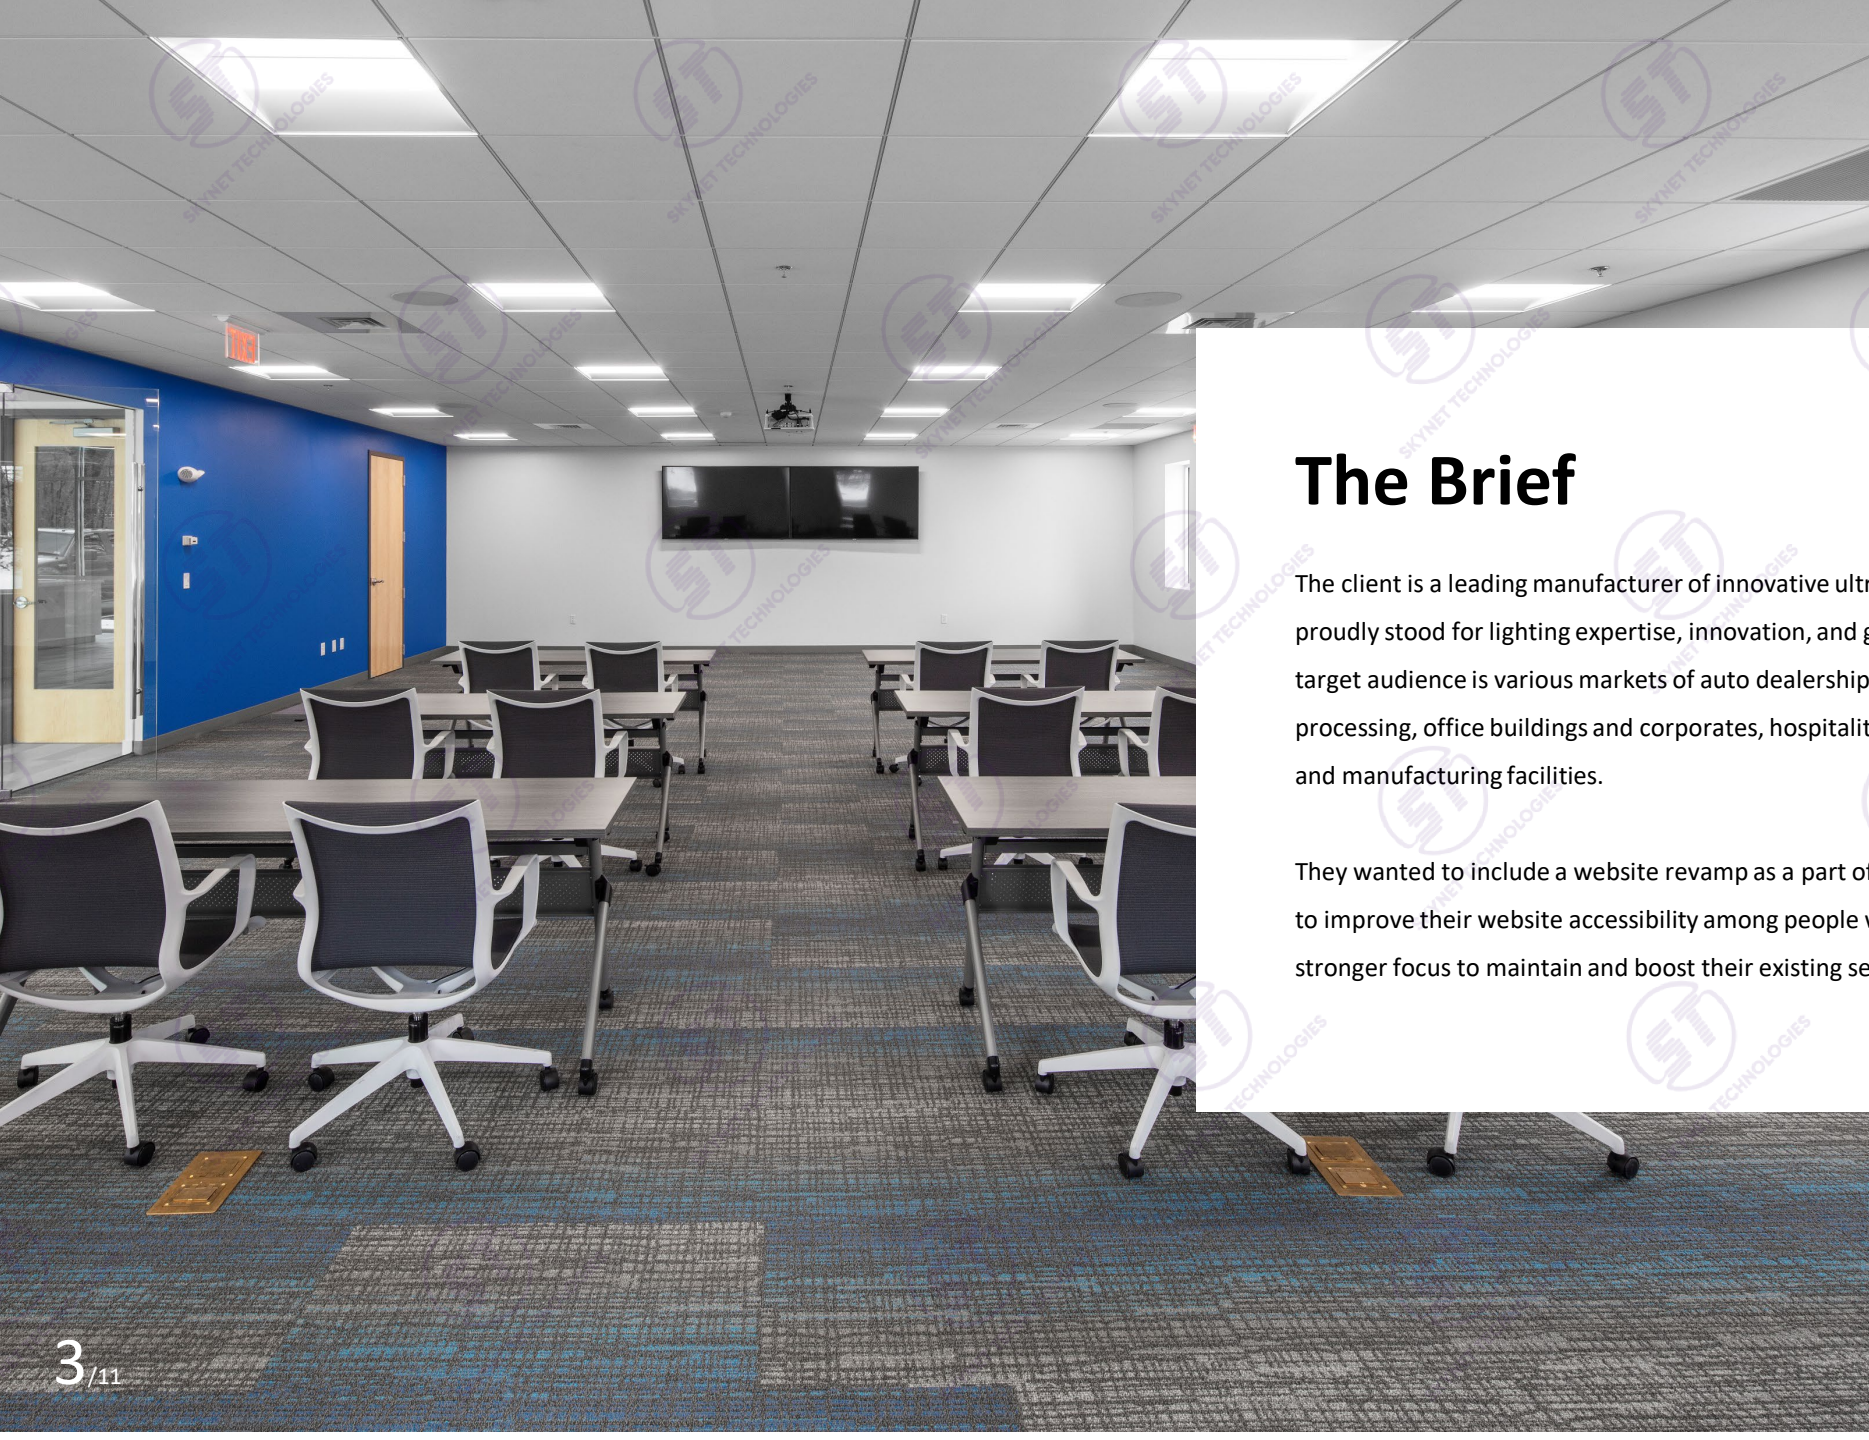 The Brief
The client is a leading manufacturer of innovative
proudly stood for lighting expertise, innovation, and
target audience is various markets of auto dealership
processing, office buildings and corporates,
and manufacturing facilities.
They wanted to include a website revamp as a part of
to improve their website accessibility among people
stronger focus to maintain and boost their existing
3/11
SKYNET TECHNOLOGIES